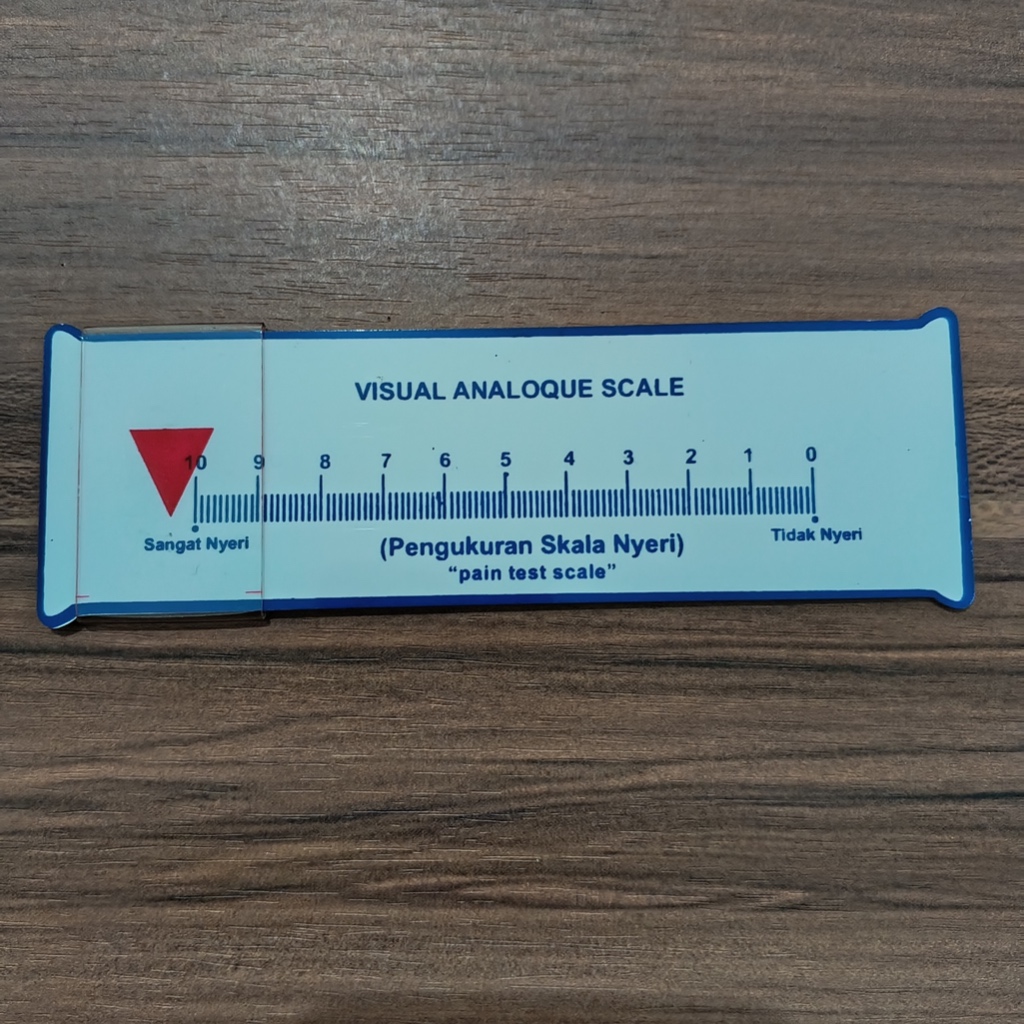 VISUAL ANALOQUE SCALE
10 9 8 7 6 5 4 3 2 1 0
Sangat Nyeri
Tidak Nyeri
(Pengukuran Skala Nyeri)
“pain test scale”